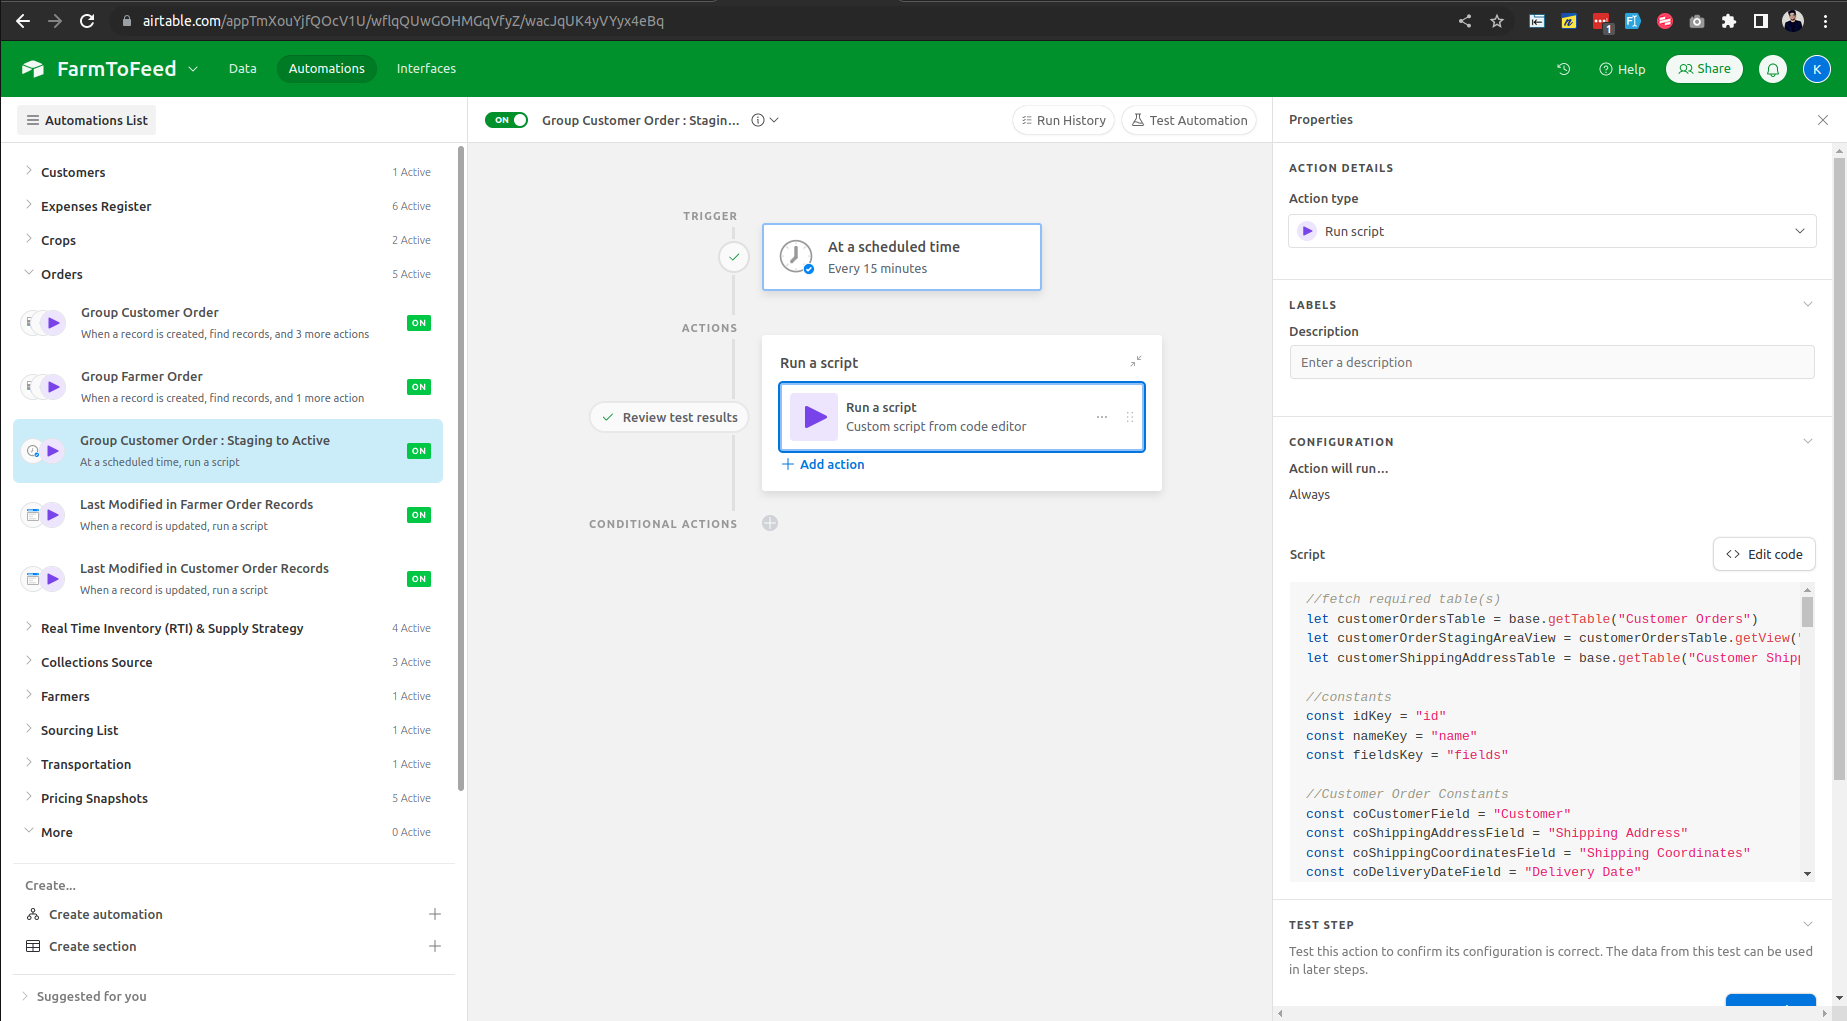 airtable.com/appTmXouYjfQOcV1U/wflqQUwGOHMGqVfyZ/wacJqUK4yVYyx4eBq
1
FarmToFeed
Data
Automations
Interfaces
Help
Share
K
Automations List
ON
Group Customer Order : Stagin...
Run History
Test Automation
Properties
Customers
1 Active
Expenses Register
6 Active
Crops
2 Active
Orders
5 Active
Group Customer Order
When a record is created, find records, and 3 more actions
ON
Group Farmer Order
When a record is created, find records, and 1 more action
ON
Group Customer Order : Staging to Active
At a scheduled time, run a script
ON
Last Modified in Farmer Order Records
When a record is updated, run a script
ON
Last Modified in Customer Order Records
When a record is updated, run a script
ON
Real Time Inventory (RTI) & Supply Strategy
4 Active
Collections Source
3 Active
Farmers
1 Active
Sourcing List
1 Active
Transportation
1 Active
Pricing Snapshots
5 Active
More
0 Active
Create...
Create automation
Create section
Suggested for you
TRIGGER
At a scheduled time
Every 15 minutes
ACTIONS
Run a script
Review test results
Run a script
Custom script from code editor
Add action
CONDITIONAL ACTIONS
ACTION DETAILS
Action type
Run script
LABELS
Description
Enter a description
CONFIGURATION
Action will run...
Always
Script
Edit code
//fetch required table(s)
let customerOrdersTable = base.getTable("Customer Orders")
let customerOrderStagingAreaView = customerOrdersTable.getView("
let customerShippingAddressTable = base.getTable("Customer Shipp
//constants
const idKey = "id"
const nameKey = "name"
const fieldsKey = "fields"
//Customer Order Constants
const coCustomerField = "Customer"
const coShippingAddressField = "Shipping Address"
const coShippingCoordinatesField = "Shipping Coordinates"
const coDeliveryDateField = "Delivery Date"
TEST STEP
Test this action to confirm its configuration is correct. The data from this test can be used
in later steps.